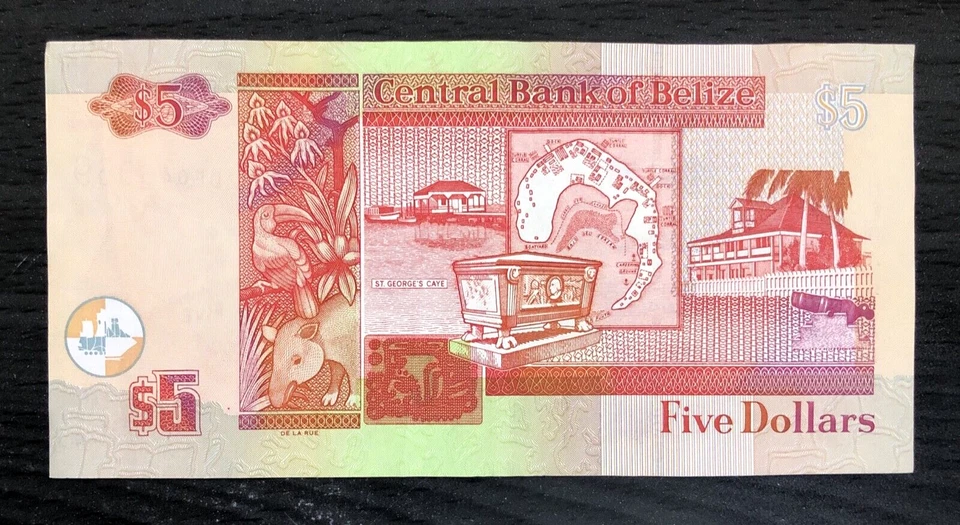 $5
Central Bank of Belize
$5
ST. GEORGE'S CAYE
$5
DE LA RUE
Five Dollars